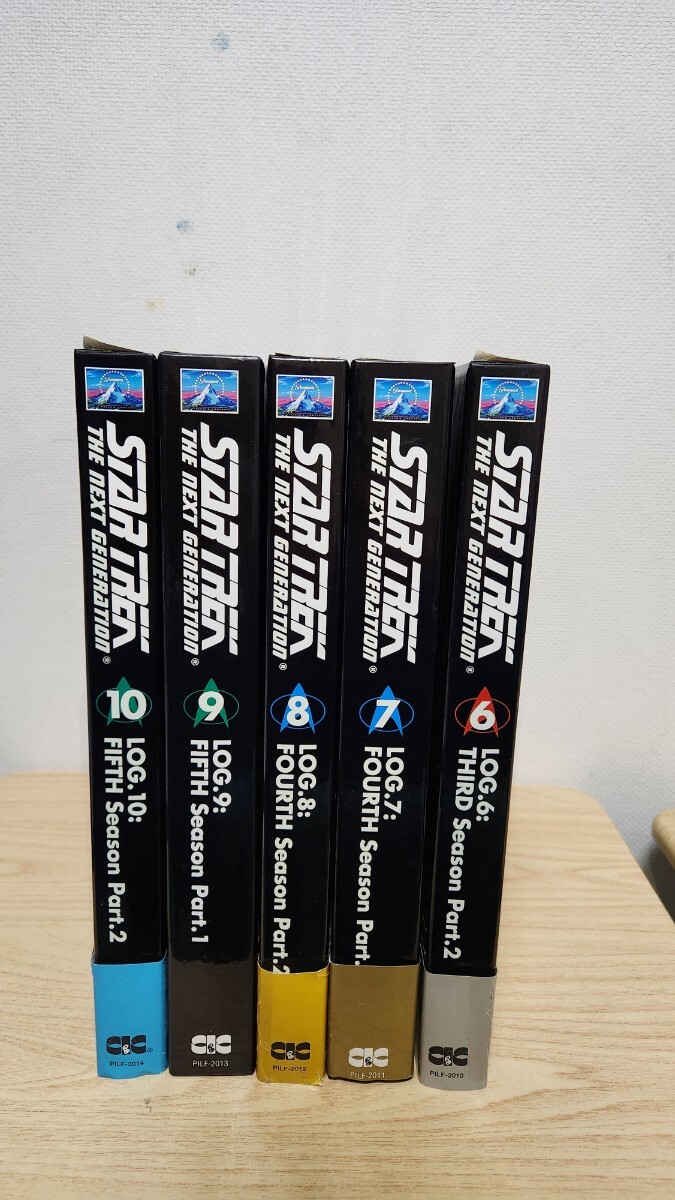 STAR TREK
THE NEXT GENERATION®
10
LOG.10:
FIFTH Season Part.2
CIC®
PILF-2014
STAR TREK
THE NEXT GENERATION®
9
LOG.9:
FIFTH Season Part.1
CIC
PILF-2013
STAR TREK
THE NEXT GENERATION®
8
LOG.8:
FOURTH Season Part.2
CIC
PILF-2012
STAR TREK
THE NEXT GENERATION®
7
LOG.7:
FOURTH Season Part.
CIC
PILF-2011
STAR TREK
THE NEXT GENERATION®
6
LOG.6:
THIRD Season Part.2
CIC
PILF-2010